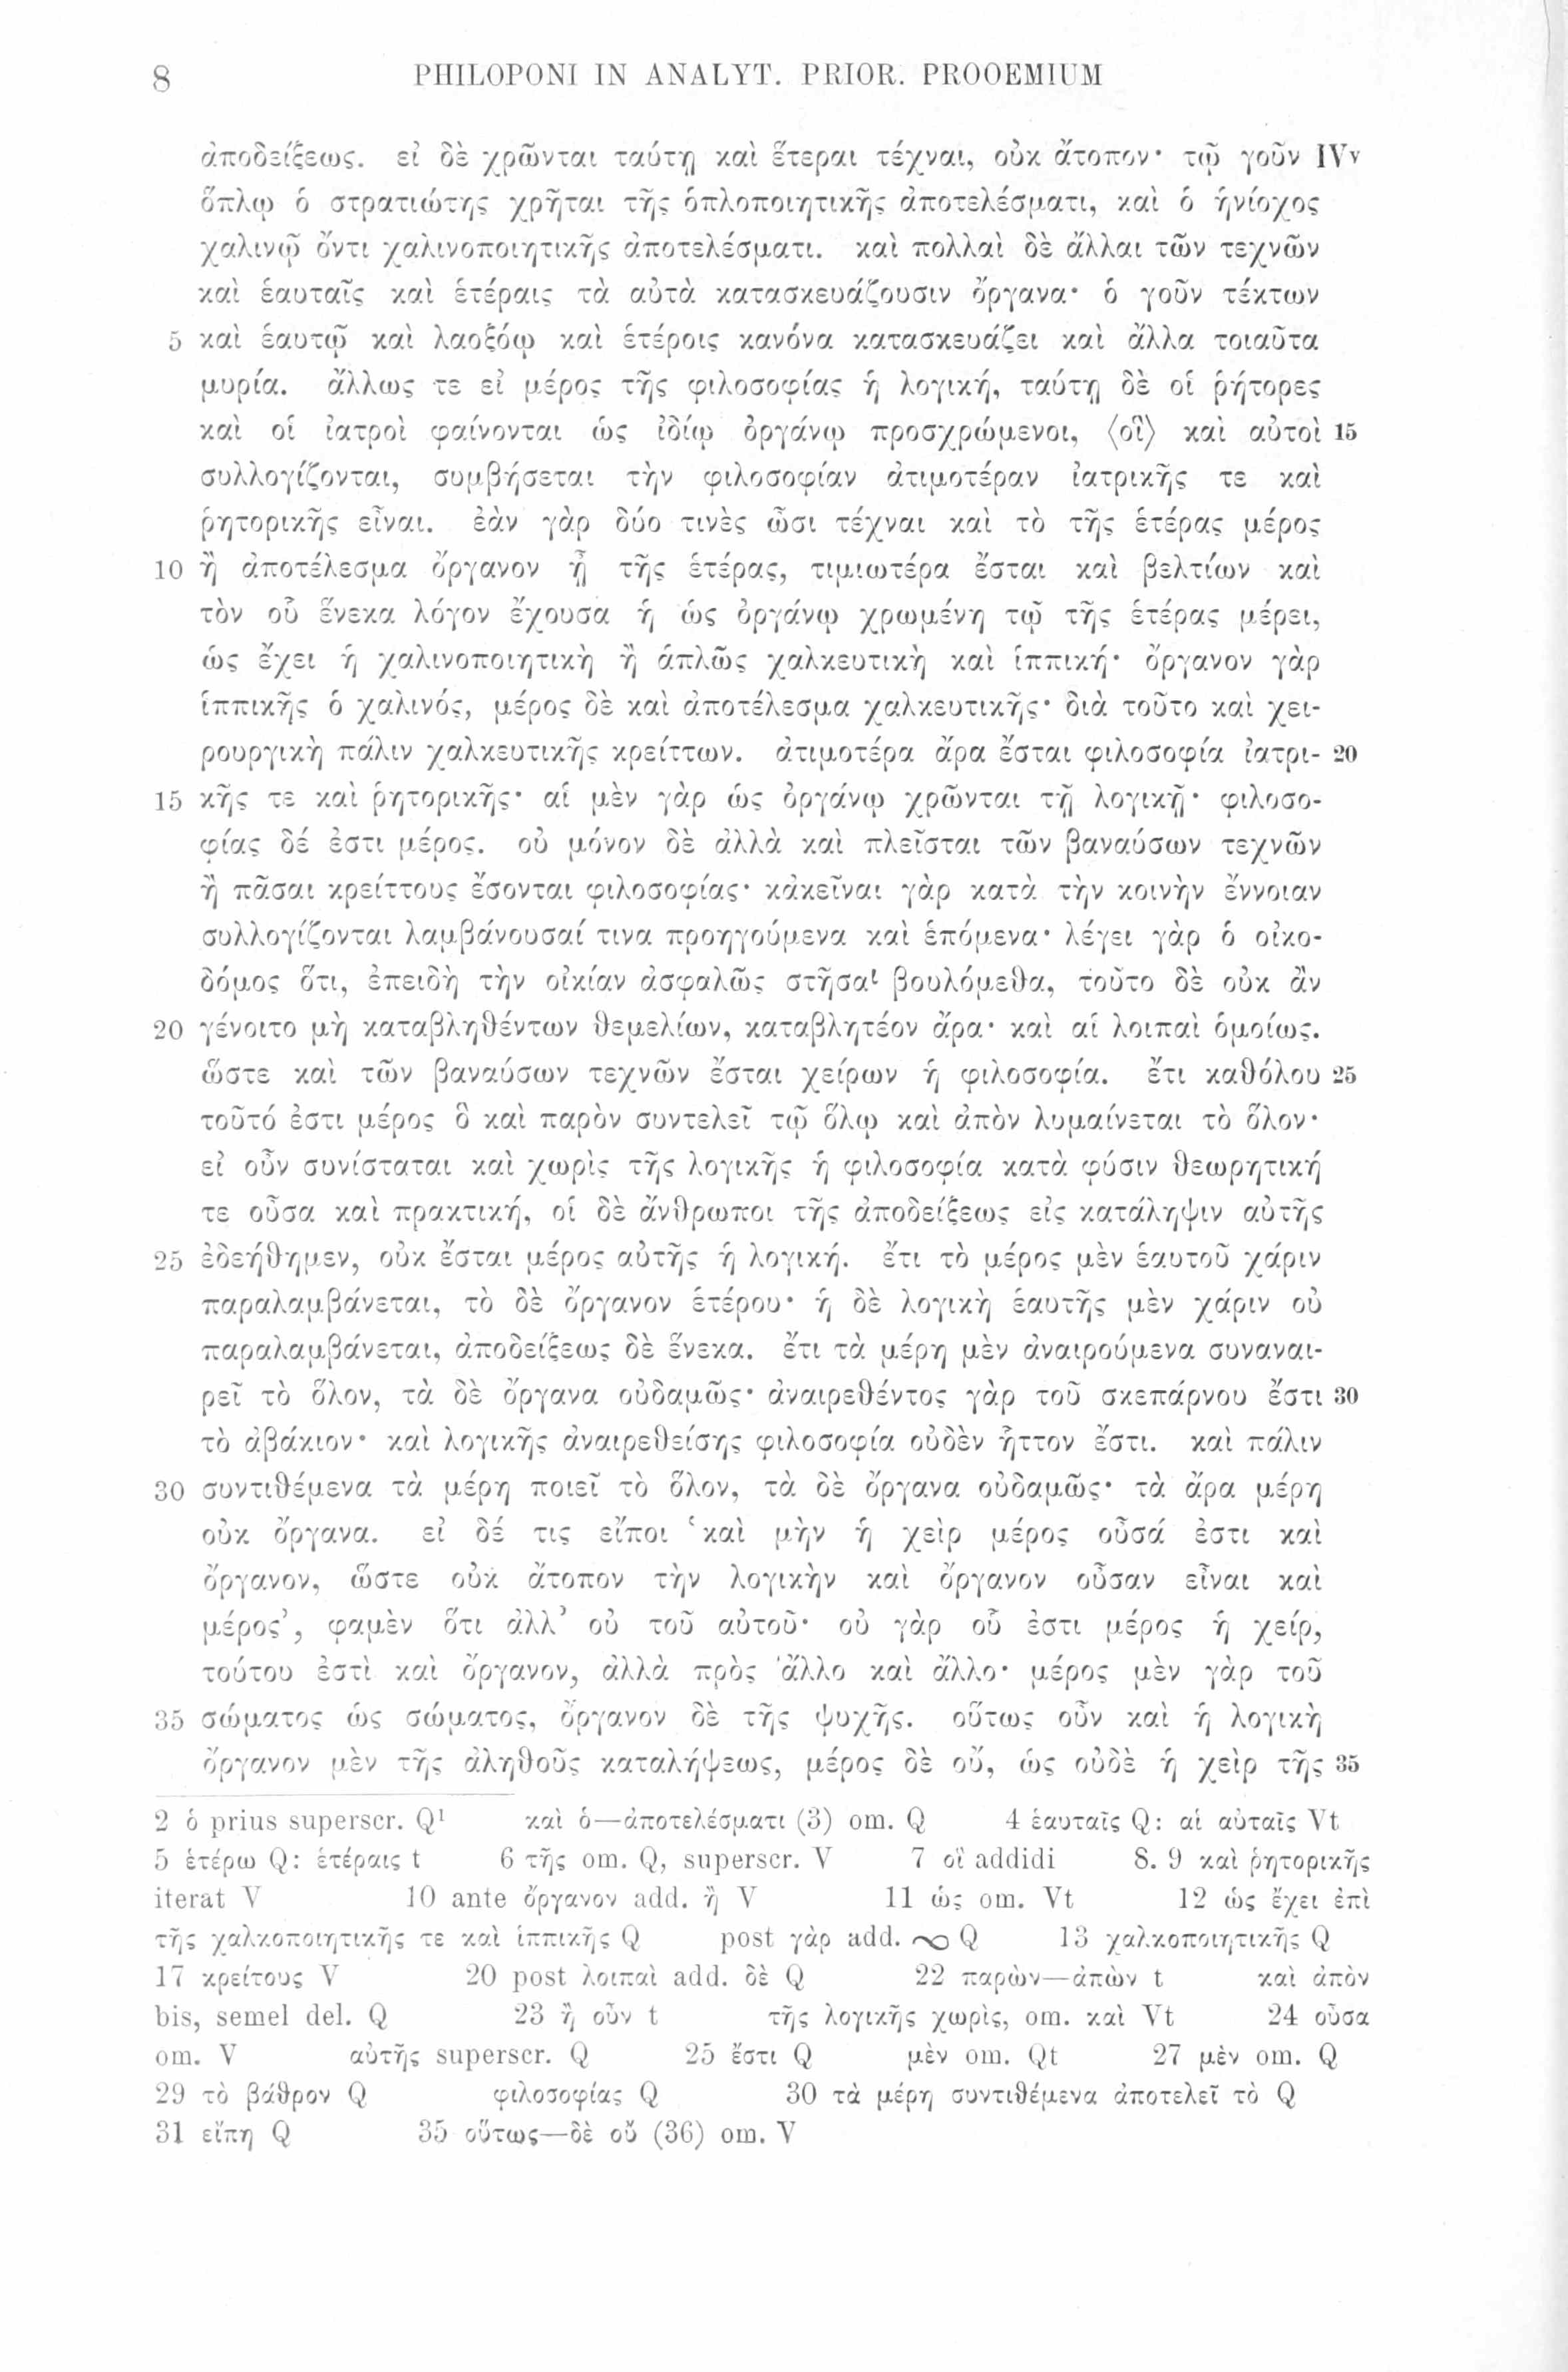 8 PHILOPONI IN ANALYT. PRIOR. PROOEMIUM
ἀποδείξεως. εἰ δὲ χρῶνται ταύτῃ καὶ ἕτεραι τέχναι, οὐκ ἄτοπον· τῷ γοῦν IVv
ὅπλῳ ὁ στρατιώτης χρῆται τῆς ὁπλοποιητικῆς ἀποτελέσματι, καὶ ὁ ἡνίοχος
χαλινῷ ὄντι χαλινοποιητικῆς ἀποτελέσματι. καὶ πολλαὶ δὲ ἄλλαι τῶν τεχνῶν
καὶ ἑαυταῖς καὶ ἑτέραις τὰ αὐτὰ κατασκευάζουσιν ὄργανα· ὁ γοῦν τέκτων
5 καὶ ἑαυτῷ καὶ λαοξόῳ καὶ ἑτέροις κανόνα κατασκευάζει καὶ ἄλλα τοιαῦτα
μυρία. ἄλλως τε εἰ μέρος τῆς φιλοσοφίας ἡ λογική, ταύτῃ δὲ οἱ ῥήτορες
καὶ οἱ ἰατροὶ φαίνονται ὡς ἰδίῳ ὀργάνῳ προσχρώμενοι, ⟨οἳ⟩ καὶ αὐτοὶ 15
συλλογίζονται, συμβήσεται τὴν φιλοσοφίαν ἀτιμοτέραν ἰατρικῆς τε καὶ
ῥητορικῆς εἶναι. ἐὰν γὰρ δύο τινὲς ὦσι τέχναι καὶ τὸ τῆς ἑτέρας μέρος
10 ἢ ἀποτέλεσμα ὄργανον ᾖ τῆς ἑτέρας, τιμιωτέρα ἔσται καὶ βελτίων καὶ
τὸν οὗ ἕνεκα λόγον ἔχουσα ἡ ὡς ὀργάνῳ χρωμένη τῷ τῆς ἑτέρας μέρει,
ὡς ἔχει ἡ χαλινοποιητικὴ ἢ ἁπλῶς χαλκευτικὴ καὶ ἱππική· ὄργανον γὰρ
ἱππικῆς ὁ χαλινός, μέρος δὲ καὶ ἀποτέλεσμα χαλκευτικῆς· διὰ τοῦτο καὶ χει-
ρουργικὴ πάλιν χαλκευτικῆς κρείττων. ἀτιμοτέρα ἄρα ἔσται φιλοσοφία ἰατρι- 20
15 κῆς τε καὶ ῥητορικῆς· αἱ μὲν γὰρ ὡς ὀργάνῳ χρῶνται τῇ λογικῇ· φιλοσο-
φίας δέ ἐστι μέρος. οὐ μόνον δὲ ἀλλὰ καὶ πλεῖσται τῶν βαναύσων τεχνῶν
ἢ πᾶσαι κρείττους ἔσονται φιλοσοφίας· κἀκεῖναι γὰρ κατὰ τὴν κοινὴν ἔννοιαν
συλλογίζονται λαμβάνουσαί τινα προηγούμενα καὶ ἑπόμενα· λέγει γὰρ ὁ οἰκο-
δόμος ὅτι, ἐπειδὴ τὴν οἰκίαν ἀσφαλῶς στῆσαι βουλόμεθα, τοῦτο δὲ οὐκ ἂν
20 γένοιτο μὴ καταβληθέντων θεμελίων, καταβλητέον ἄρα· καὶ αἱ λοιπαὶ ὁμοίως.
ὥστε καὶ τῶν βαναύσων τεχνῶν ἔσται χείρων ἡ φιλοσοφία. ἔτι καθόλου 25
τοῦτό ἐστι μέρος ὃ καὶ παρὸν συντελεῖ τῷ ὅλῳ καὶ ἀπὸν λυμαίνεται τὸ ὅλον·
εἰ οὖν συνίσταται καὶ χωρὶς τῆς λογικῆς ἡ φιλοσοφία κατὰ φύσιν θεωρητική
τε οὖσα καὶ πρακτική, οἱ δὲ ἄνθρωποι τῆς ἀποδείξεως εἰς κατάληψιν αὐτῆς
25 ἐδεήθημεν, οὐκ ἔσται μέρος αὐτῆς ἡ λογική. ἔτι τὸ μέρος μὲν ἑαυτοῦ χάριν
παραλαμβάνεται, τὸ δὲ ὄργανον ἑτέρου· ἡ δὲ λογικὴ ἑαυτῆς μὲν χάριν οὐ
παραλαμβάνεται, ἀποδείξεως δὲ ἕνεκα. ἔτι τὰ μέρη μὲν ἀναιρούμενα συναναι-
ρεῖ τὸ ὅλον, τὰ δὲ ὄργανα οὐδαμῶς· ἀναιρεθέντος γὰρ τοῦ σκεπάρνου ἔστι 30
τὸ ἀβάκιον· καὶ λογικῆς ἀναιρεθείσης φιλοσοφία οὐδὲν ἧττον ἔστι. καὶ πάλιν
30 συντιθέμενα τὰ μέρη ποιεῖ τὸ ὅλον, τὰ δὲ ὄργανα οὐδαμῶς· τὰ ἄρα μέρη
οὐκ ὄργανα. εἰ δέ τις εἴποι ‘καὶ μὴν ἡ χεὶρ μέρος οὖσά ἐστι καὶ
ὄργανον, ὥστε οὐκ ἄτοπον τὴν λογικὴν καὶ ὄργανον οὖσαν εἶναι καὶ
μέρος’, φαμὲν ὅτι ἀλλ’ οὐ τοῦ αὐτοῦ· οὐ γὰρ οὗ ἐστι μέρος ἡ χείρ,
τούτου ἐστὶ καὶ ὄργανον, ἀλλὰ πρὸς ἄλλο καὶ ἄλλο· μέρος μὲν γὰρ τοῦ
35 σώματος ὡς σώματος, ὄργανον δὲ τῆς ψυχῆς. οὕτως οὖν καὶ ἡ λογικὴ
ὄργανον μὲν τῆς ἀληθοῦς καταλήψεως, μέρος δὲ οὔ, ὡς οὐδὲ ἡ χεὶρ τῆς 35
2 ὁ prius superscr. Q¹ καὶ ὁ—ἀποτελέσματι (3) om. Q 4 ἑαυταῖς Q: αἱ αὐταῖς Vt
5 ἑτέρω Q: ἑτέραις t 6 τῆς om. Q, superscr. V 7 οἳ addidi 8. 9 καὶ ῥητορικῆς
iterat V 10 ante ὄργανον add. ἢ V 11 ὡς om. Vt 12 ὡς ἔχει ἐπὶ
τῆς χαλκοποιητικῆς τε καὶ ἱππικῆς Q post γὰρ add. Q 13 χαλκοποιητικῆς Q
17 κρείτους V 20 post λοιπαὶ add. δὲ Q 22 παρὼν—ἀπὼν t καὶ ἀπὸν
bis, semel del. Q 23 ἢ οὖν t τῆς λογικῆς χωρὶς, om. καὶ Vt 24 οὖσα
om. V αὐτῆς superscr. Q 25 ἔστι Q μὲν om. Qt 27 μὲν om. Q
29 τὸ βάθρον Q φιλοσοφίας Q 30 τὰ μέρη συντιθέμενα ἀποτελεῖ τὸ Q
31 εἴπη Q 35 οὕτως—δὲ οὔ (36) om. V